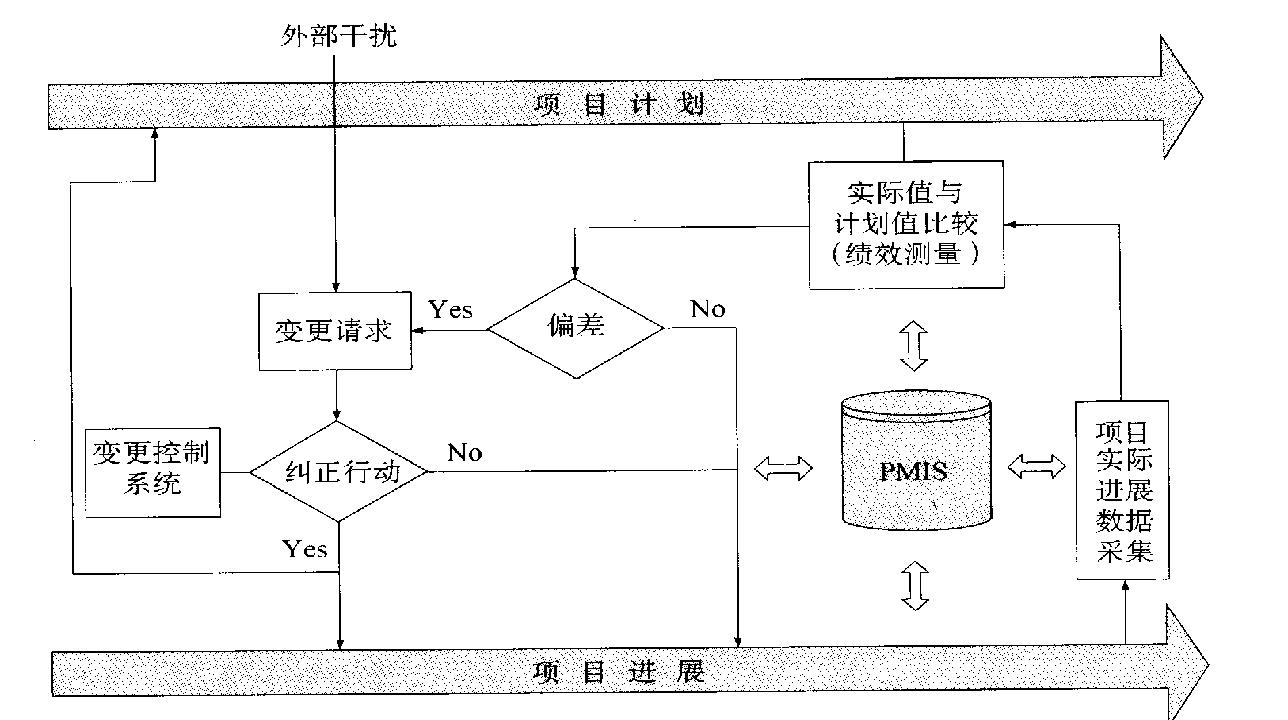 外部干扰
项目计划
实际值与
计划值比较
（绩效测量）
Yes
偏差
No
变更请求
变更控制
系统
纠正行动
No
Yes
PMIS
项目
实际
进展
数据
采集
项目进展